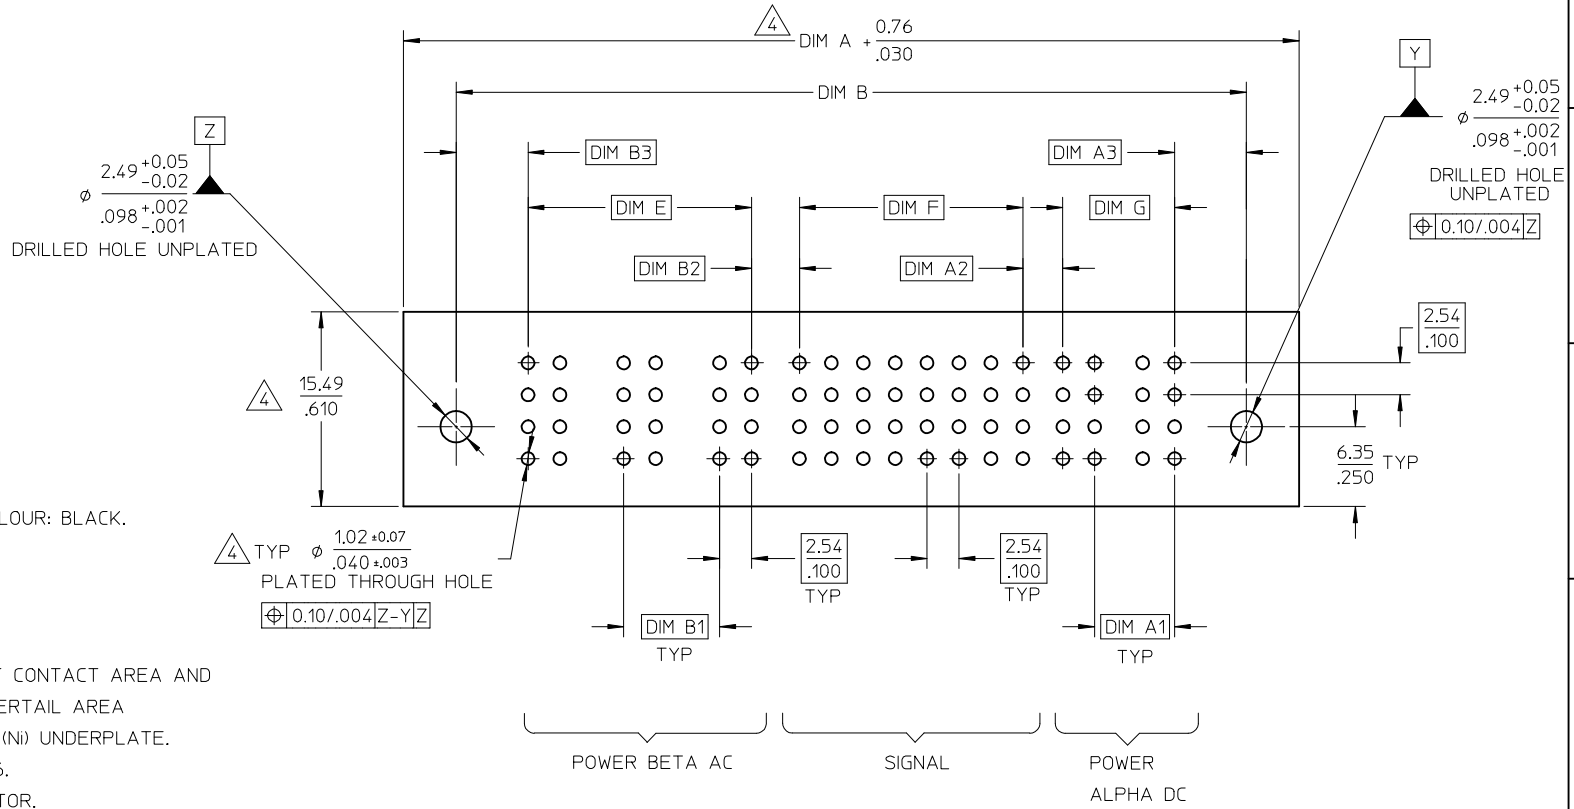 4
DIM A + 0.76
.030
DIM B
Y
Z
⌀ 2.49 +0.05 -0.02
.098 +.002 -.001
DRILLED HOLE UNPLATED
⌀ 2.49 +0.05 -0.02
.098 +.002 -.001
DRILLED HOLE
UNPLATED
⌖ 0.10/.004 Z
DIM B3
DIM A3
DIM E
DIM F
DIM G
DIM B2
DIM A2
2.54
.100
4
15.49
.610
6.35
.250
TYP
LOUR: BLACK.
4 TYP ⌀ 1.02 ±0.07
.040 ±.003
PLATED THROUGH HOLE
⌖ 0.10/.004 Z-Y Z
2.54
.100
TYP
2.54
.100
TYP
DIM B1
TYP
DIM A1
TYP
T CONTACT AREA AND
ERTAIL AREA
(Ni) UNDERPLATE.
S.
TOR.
POWER BETA AC
SIGNAL
POWER
ALPHA DC